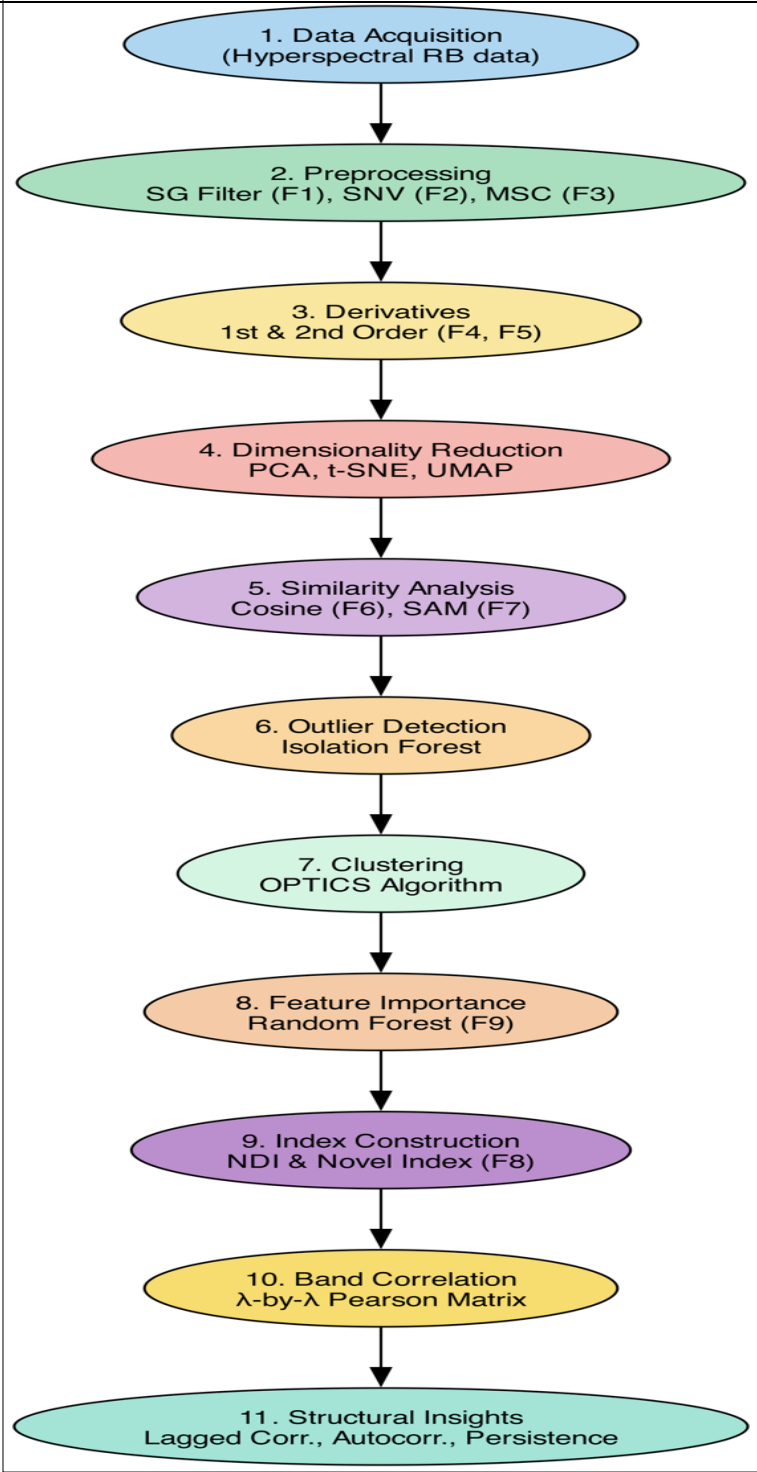 1. Data Acquisition
(Hyperspectral RB data)
2. Preprocessing
SG Filter (F1), SNV (F2), MSC (F3)
3. Derivatives
1st & 2nd Order (F4, F5)
4. Dimensionality Reduction
PCA, t-SNE, UMAP
5. Similarity Analysis
Cosine (F6), SAM (F7)
6. Outlier Detection
Isolation Forest
7. Clustering
OPTICS Algorithm
8. Feature Importance
Random Forest (F9)
9. Index Construction
NDI & Novel Index (F8)
10. Band Correlation
λ-by-λ Pearson Matrix
11. Structural Insights
Lagged Corr., Autocorr., Persistence